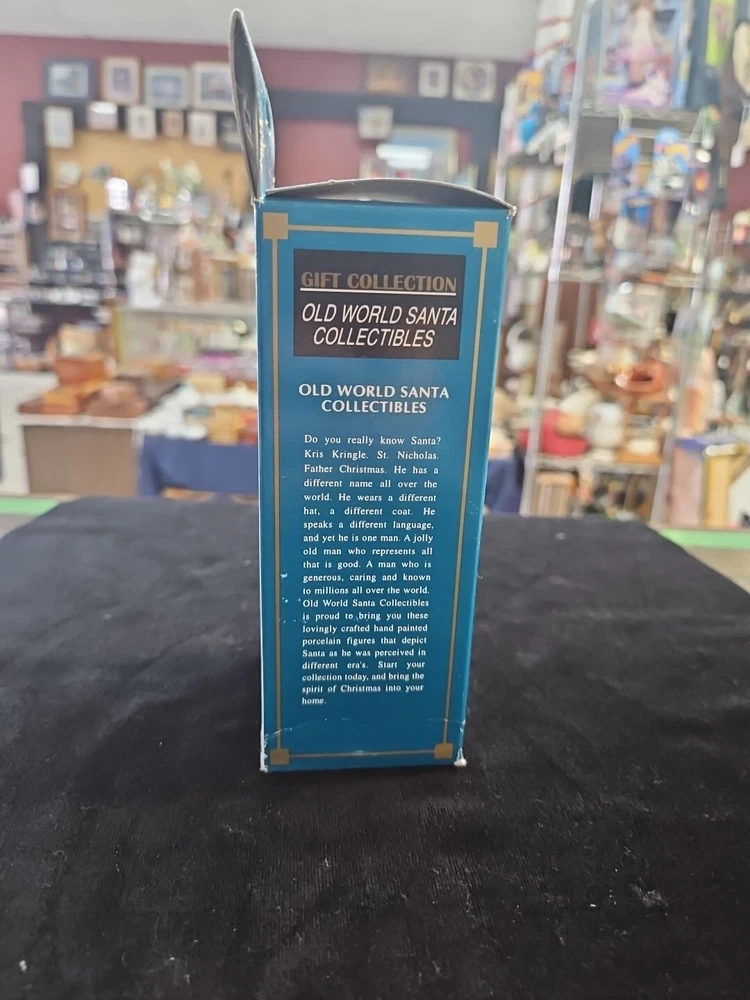 GIFT COLLECTION
OLD WORLD SANTA
COLLECTIBLES
OLD WORLD SANTA
COLLECTIBLES
Do you really know Santa?
Kris Kringle. St. Nicholas.
Father Christmas. He has a
different name all over the
world. He wears a different
hat, a different coat. He
speaks a different language,
and yet he is one man. A jolly
old man who represents all
that is good. A man who is
generous, caring and known
to millions all over the world.
Old World Santa Collectibles
is proud to bring you these
lovingly crafted hand painted
porcelain figures that depict
Santa as he was perceived in
different era's. Start your
collection today, and bring the
spirit of Christmas into your
home.